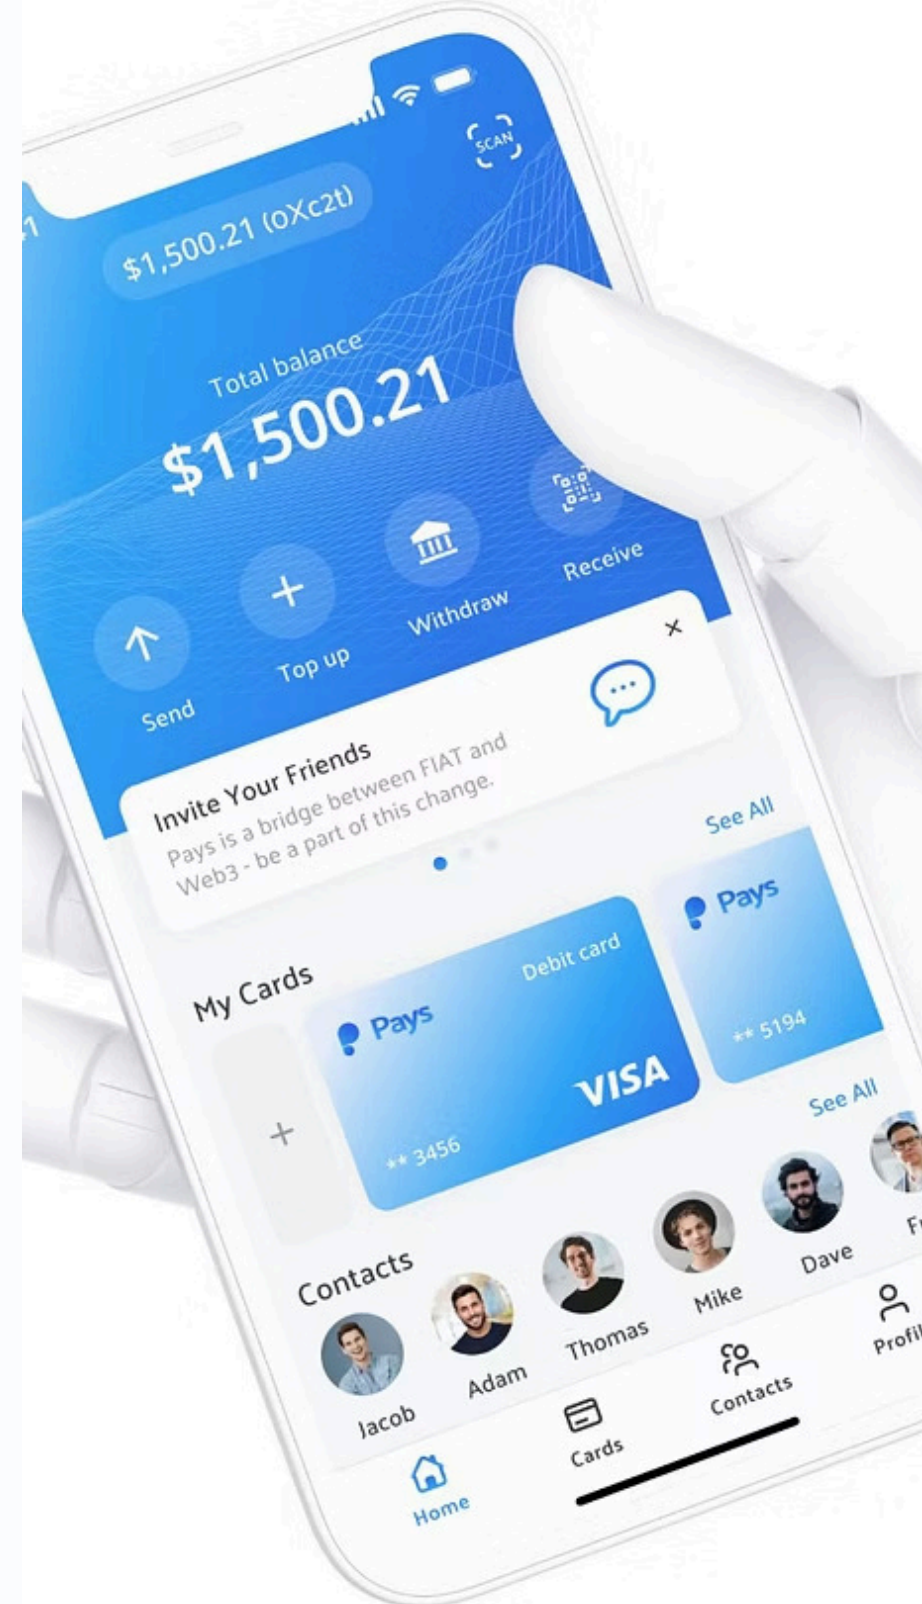 SCAN
$1,500.21 (0Xc2t)
Total balance
$1,500.21
Send
Top up
Withdraw
Receive
Invite Your Friends
Pays is a bridge between FIAT and
Web3 - be a part of this change.
See All
My Cards
Pays
Debit card
VISA
** 3456
Pays
** 5194
See All
Contacts
Jacob
Adam
Thomas
Mike
Dave
Home
Cards
Contacts